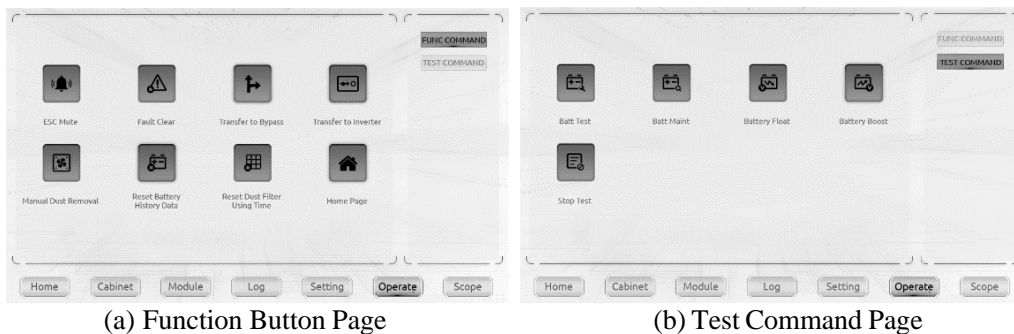 FUNC COMMAND
TEST COMMAND
ESC Mute
Fault Clear
Transfer to Bypass
Transfer to Inverter
Manual Dust Removal
Reset Battery
History Data
Reset Dust Filter
Using Time
Home Page
Home
Cabinet
Module
Log
Setting
Operate
Scope
(a) Function Button Page
FUNC COMMAND
TEST COMMAND
Batt Test
Batt Maint
Battery Float
Battery Boost
Stop Test
Home
Cabinet
Module
Log
Setting
Operate
Scope
(b) Test Command Page